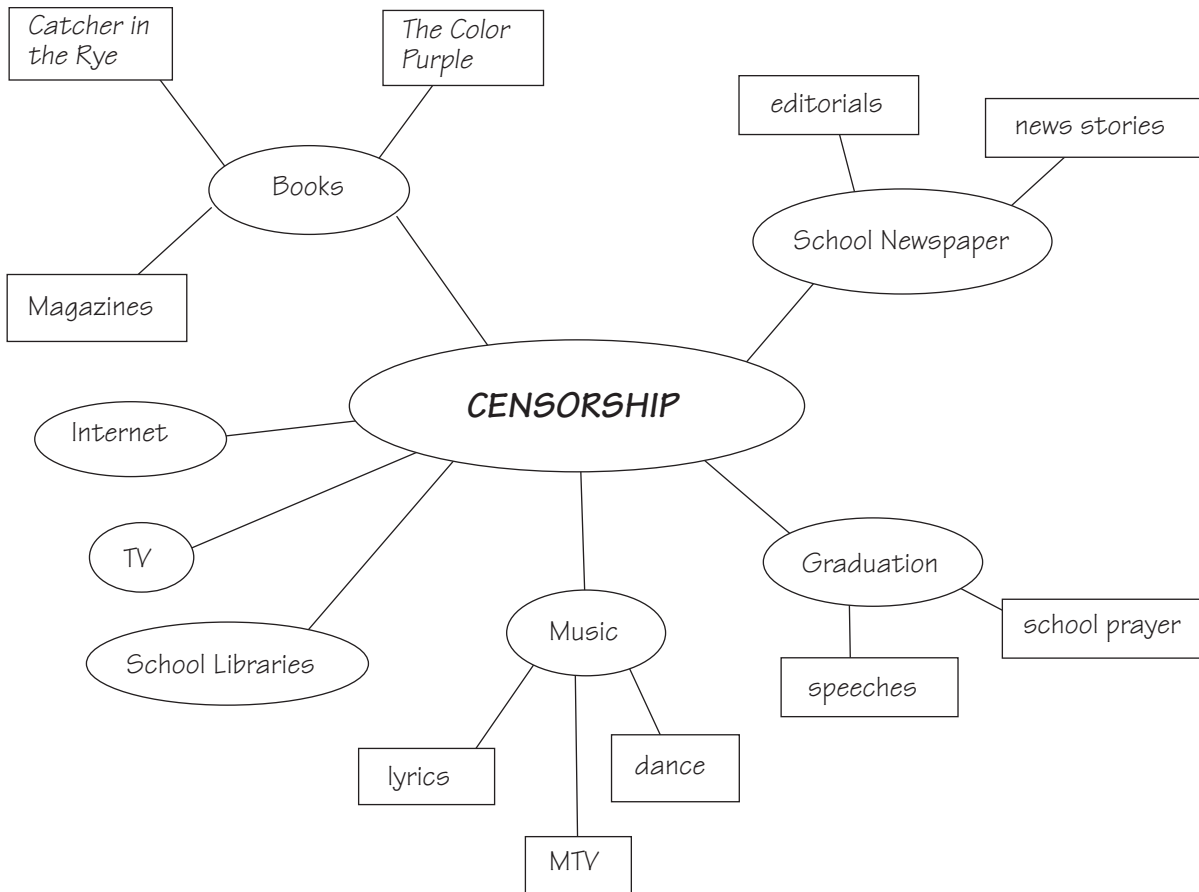 Catcher in
the Rye
The Color
Purple
editorials
news stories
Books
School Newspaper
Magazines
CENSORSHIP
Internet
TV
Graduation
school prayer
Music
School Libraries
speeches
lyrics
dance
MTV